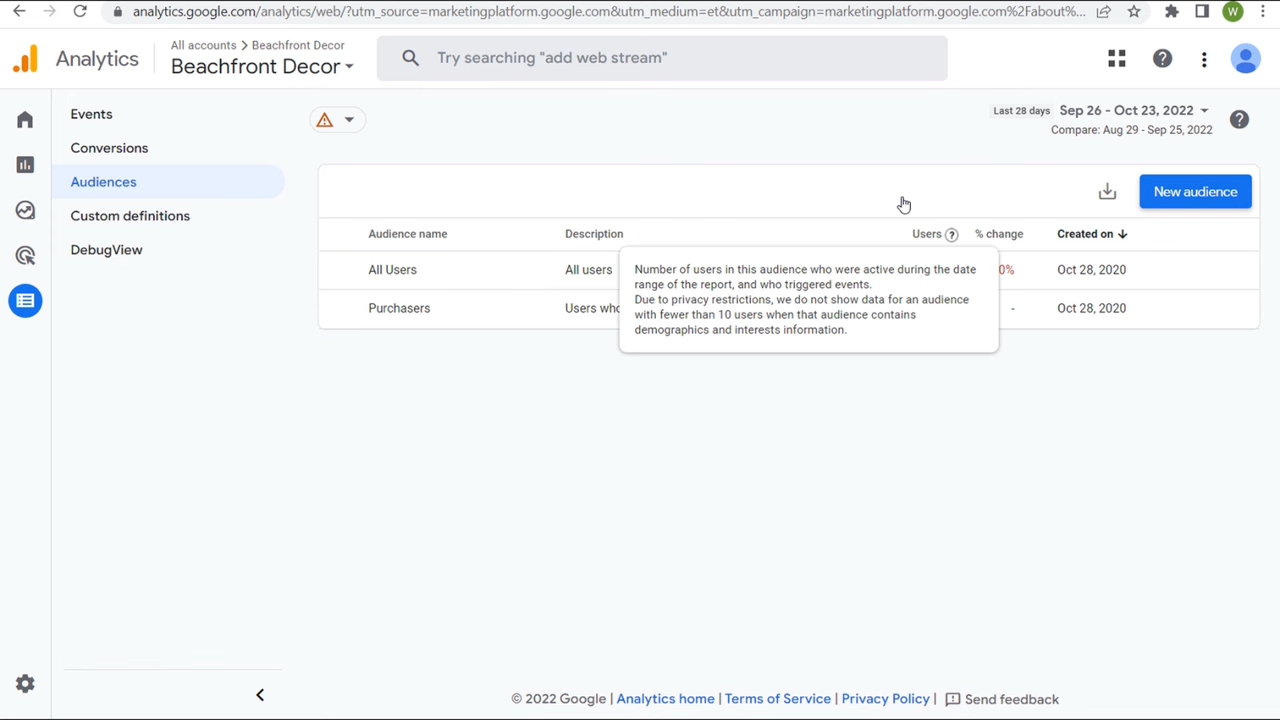 analytics.google.com/analytics/web/?utm_source=marketingplatform.google.com&utm_medium=et&utm_campaign=marketingplatform.google.com%2Fabout%...
W
Analytics
All accounts > Beachfront Decor
Beachfront Decor
Try searching "add web stream"
Events
Conversions
Audiences
Custom definitions
DebugView
Last 28 days Sep 26 - Oct 23, 2022
Compare: Aug 29 - Sep 25, 2022
New audience
Audience name Description Users % change Created on
All Users All users 0% Oct 28, 2020
Purchasers Users who - Oct 28, 2020
Number of users in this audience who were active during the date
range of the report, and who triggered events.
Due to privacy restrictions, we do not show data for an audience
with fewer than 10 users when that audience contains
demographics and interests information.
© 2022 Google | Analytics home | Terms of Service | Privacy Policy | Send feedback